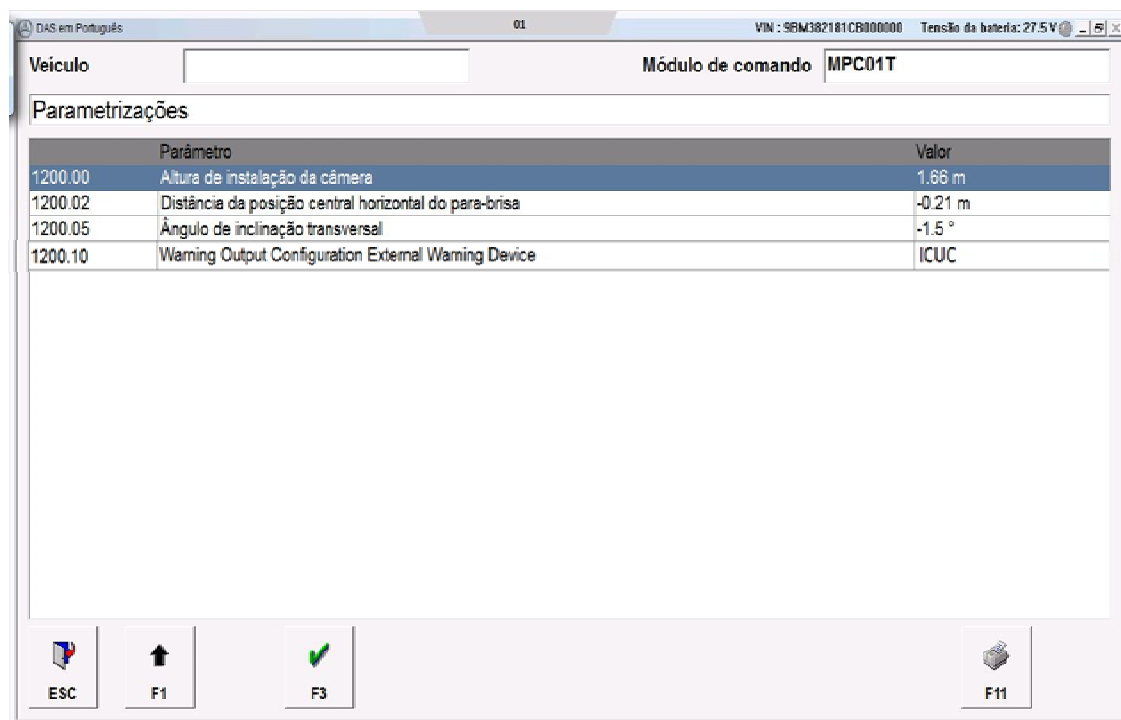 DAS em Português 01 VIN : 9BM382181CB000000 Tensão da bateria: 27.5 V
Veículo Módulo de comando MPC01T
Parametrizações
Parâmetro Valor
1200.00 Altura de instalação da câmera 1.66 m
1200.02 Distância da posição central horizontal do para-brisa -0.21 m
1200.05 Ângulo de inclinação transversal -1.5 °
1200.10 Warning Output Configuration External Warning Device ICUC
ESC F1 F3 F11